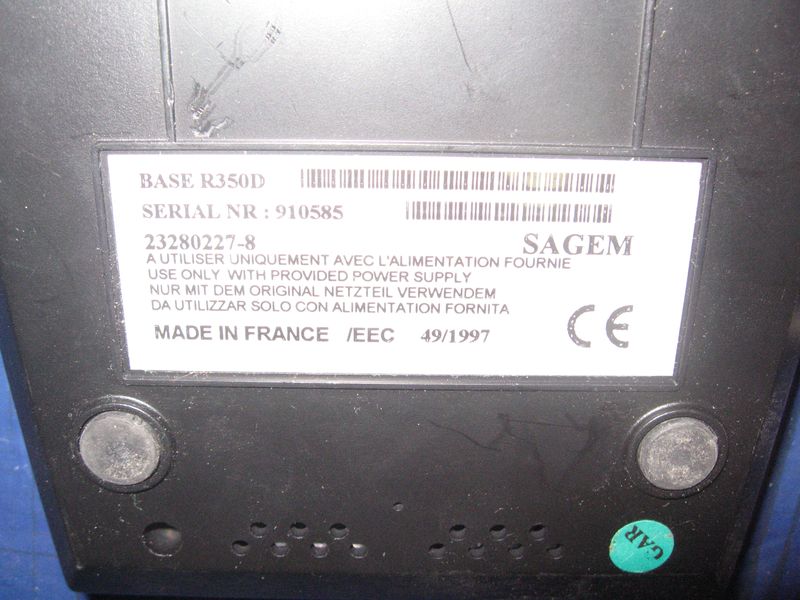 BASE R350D
SERIAL NR : 910585
23280227-8
SAGEM
A UTILISER UNIQUEMENT AVEC L'ALIMENTATION FOURNIE
USE ONLY WITH PROVIDED POWER SUPPLY
NUR MIT DEM ORIGINAL NETZTEIL VERWENDEM
DA UTILIZZAR SOLO CON ALIMENTATION FORNITA
MADE IN FRANCE /EEC 49/1997
CE
GAR